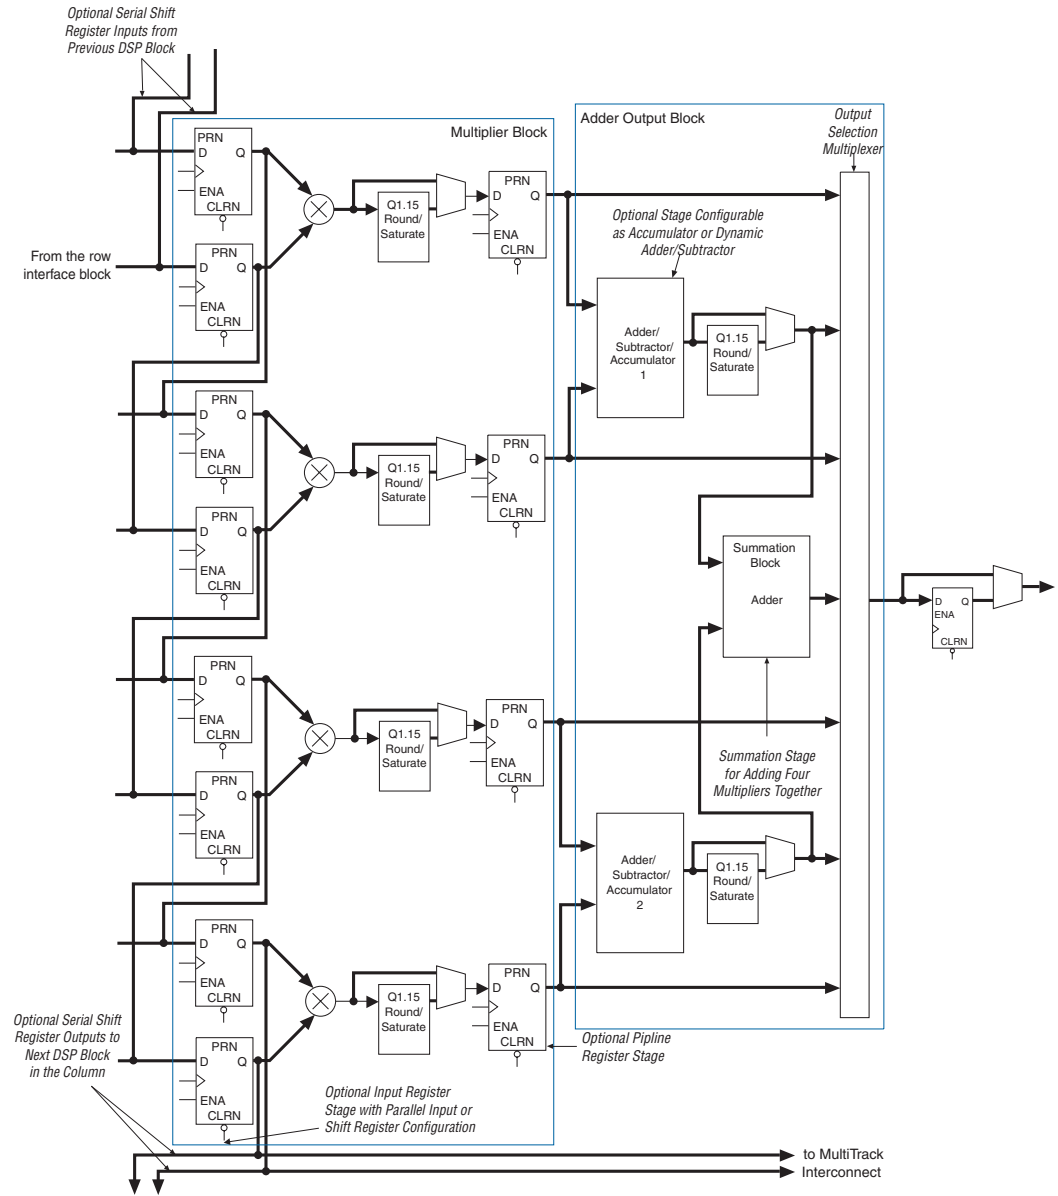 Optional Serial Shift
Register Inputs from
Previous DSP Block
Multiplier Block
Adder Output Block
Output
Selection
Multiplexer
PRN
D Q
ENA
CLRN
Q1.15
Round/
Saturate
PRN
D Q
ENA
CLRN
Optional Stage Configurable
as Accumulator or Dynamic
Adder/Subtractor
From the row
interface block
PRN
D Q
ENA
CLRN
Adder/
Subtractor/
Accumulator
1
Q1.15
Round/
Saturate
PRN
D Q
ENA
CLRN
Q1.15
Round/
Saturate
PRN
D Q
ENA
CLRN
PRN
D Q
ENA
CLRN
Summation
Block
Adder
D Q
ENA
CLRN
PRN
D Q
ENA
CLRN
Q1.15
Round/
Saturate
PRN
D Q
ENA
CLRN
Summation Stage
for Adding Four
Multipliers Together
PRN
D Q
ENA
CLRN
Adder/
Subtractor/
Accumulator
2
Q1.15
Round/
Saturate
PRN
D Q
ENA
CLRN
Q1.15
Round/
Saturate
PRN
D Q
ENA
CLRN
Optional Serial Shift
Register Outputs to
Next DSP Block
in the Column
PRN
D Q
ENA
CLRN
Optional Pipline
Register Stage
Optional Input Register
Stage with Parallel Input or
Shift Register Configuration
to MultiTrack
Interconnect